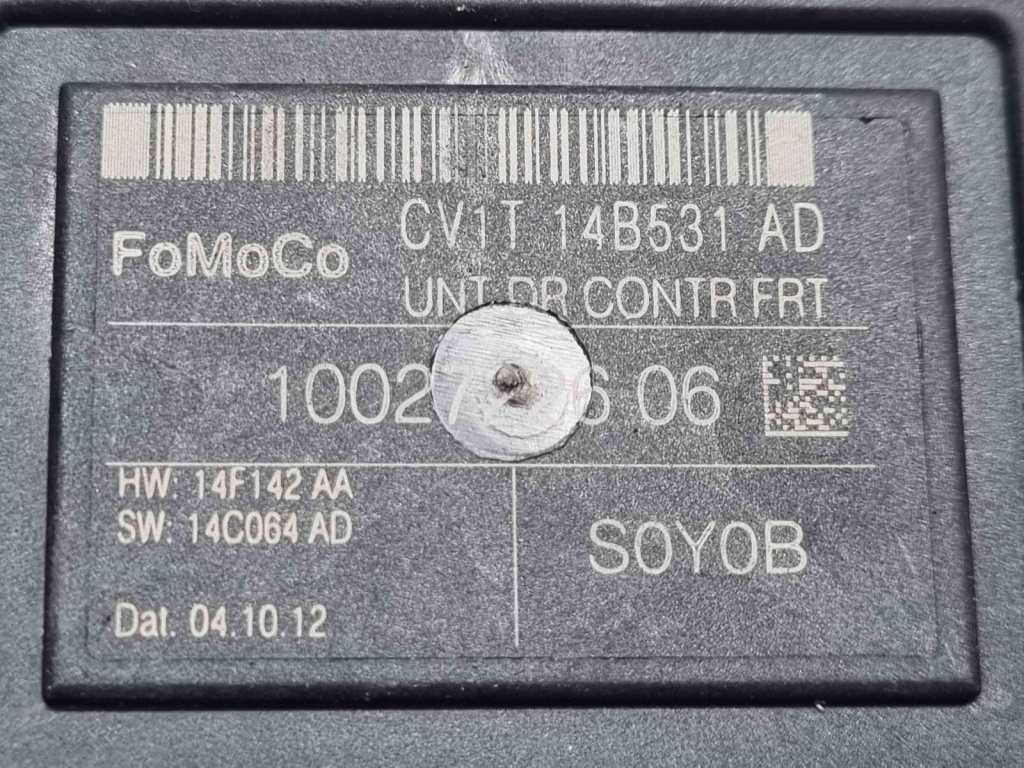 CV1T 14B531 AD
FoMoCo
UNT DR CONTR FRT
06
HW: 14F142 AA
SW: 14C064 AD
S0Y0B
Dat. 04.10.12